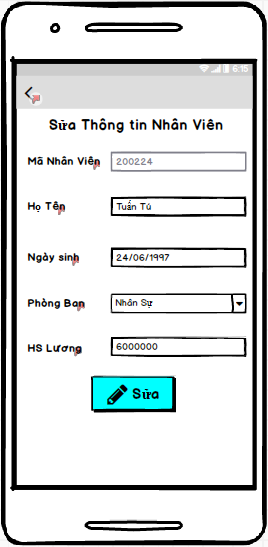 6:15
Sửa Thông tin Nhân Viên
Mã Nhân Viên 200224
Họ Tên Tuấn Tú
Ngày sinh 24/06/1997
Phòng Ban Nhân Sự
HS Lương 6000000
Sửa